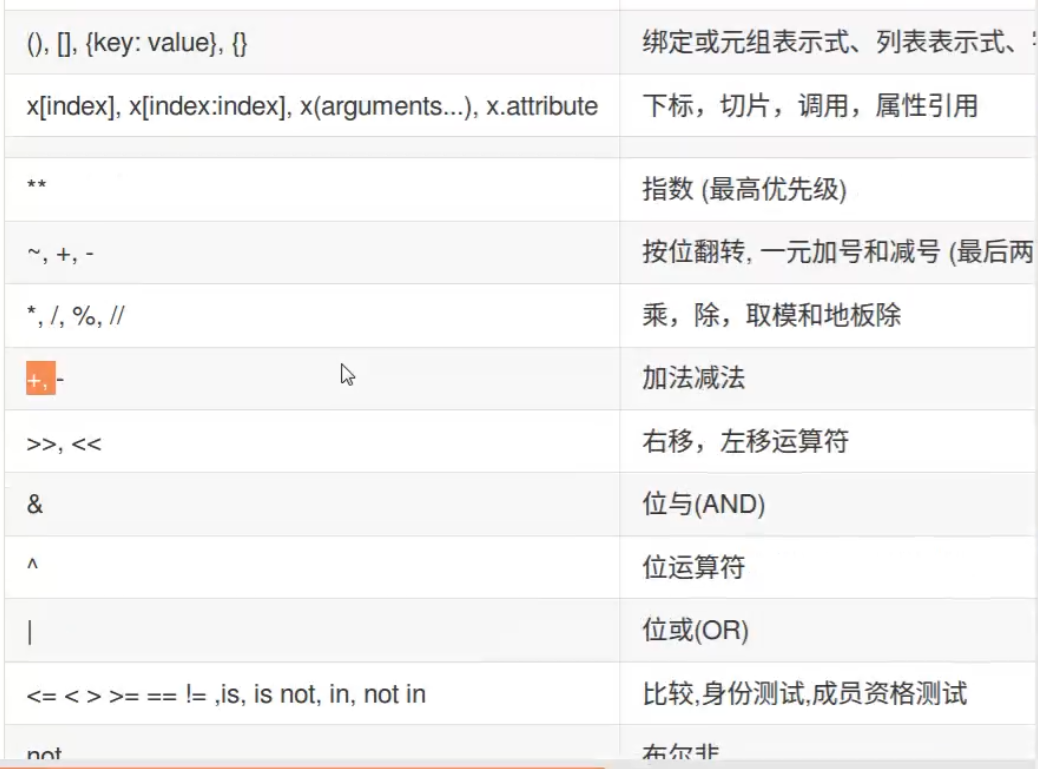 (), [], {key: value}, {} 绑定或元组表示式、列表表示式、
x[index], x[index:index], x(arguments...), x.attribute 下标，切片，调用，属性引用
** 指数 (最高优先级)
~, +, - 按位翻转, 一元加号和减号 (最后两
*, /, %, // 乘，除，取模和地板除
+, - 加法减法
>>, << 右移，左移运算符
& 位与(AND)
^ 位运算符
| 位或(OR)
<= < > >= == != ,is, is not, in, not in 比较,身份测试,成员资格测试
not 布尔非